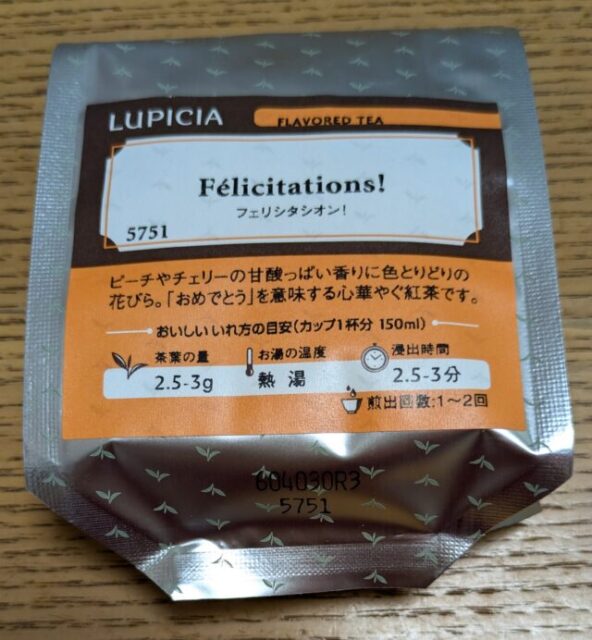 LUPICIA
FLAVORED TEA
Félicitations!
フェリシタシオン!
5751
ピーチやチェリーの甘酸っぱい香りに色とりどりの
花びら。「おめでとう」を意味する心華やぐ紅茶です。
おいしいいれ方の目安(カップ1杯分 150ml)
茶葉の量
2.5-3g
お湯の温度
熱湯
浸出時間
2.5-3分
煎出回数:1〜2回
604030R3
5751